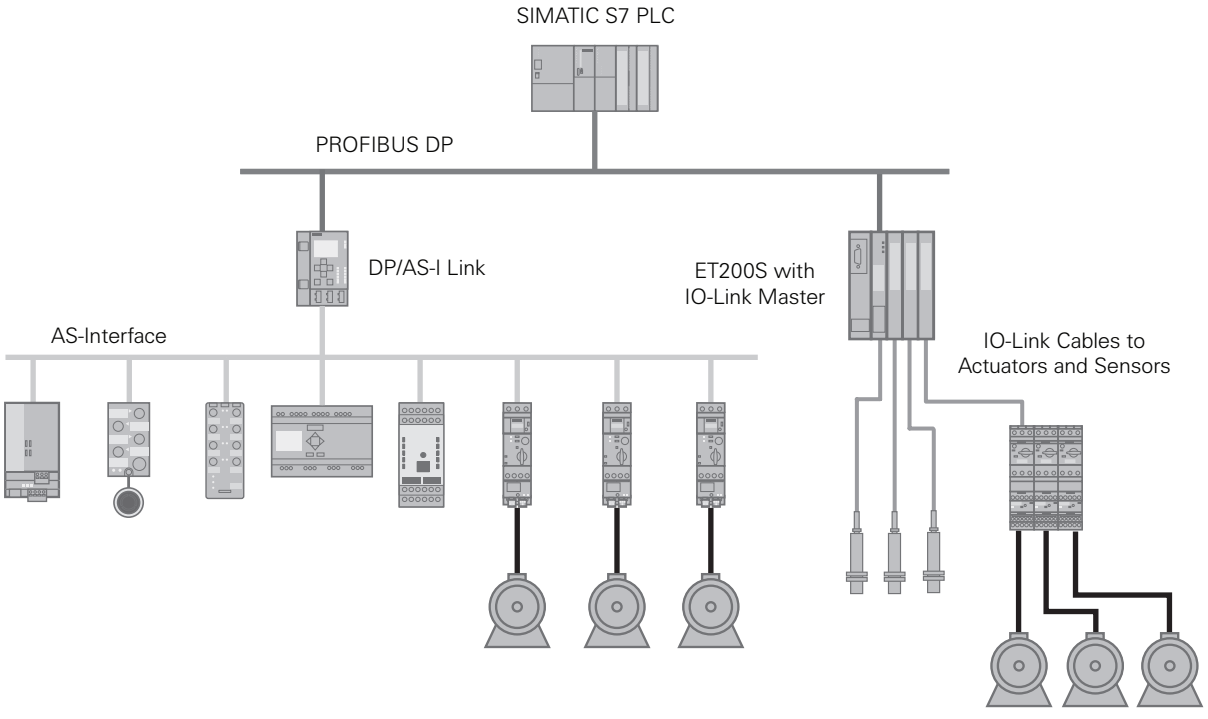 SIMATIC S7 PLC
PROFIBUS DP
DP/AS-I Link
ET200S with
IO-Link Master
AS-Interface
IO-Link Cables to
Actuators and Sensors